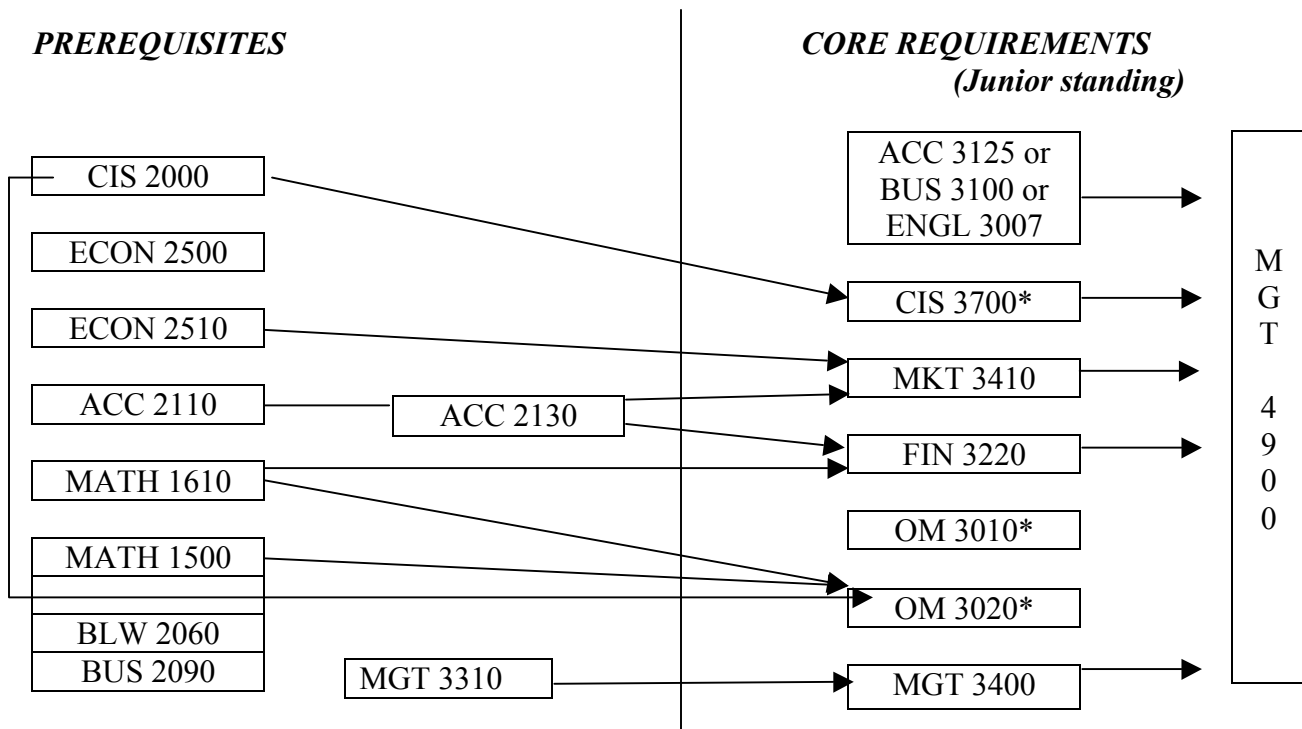 PREREQUISITES
CORE REQUIREMENTS
(Junior standing)
CIS 2000
ECON 2500
ECON 2510
ACC 2110
ACC 2130
MATH 1610
MATH 1500
BLW 2060
BUS 2090
MGT 3310
ACC 3125 or
BUS 3100 or
ENGL 3007
CIS 3700*
MKT 3410
FIN 3220
OM 3010*
OM 3020*
MGT 3400
M
G
T
4
9
0
0